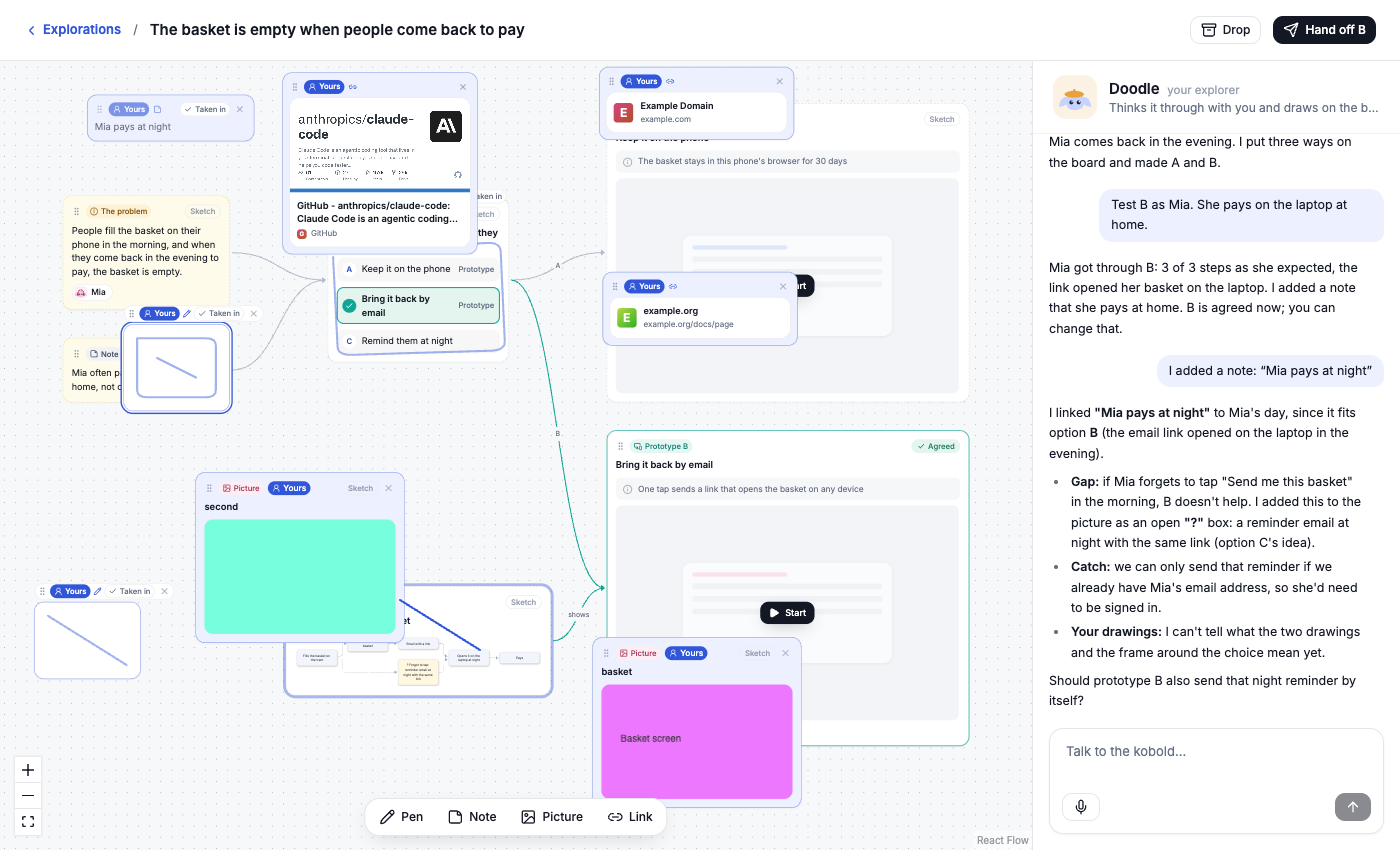 Explorations / The basket is empty when people come back to pay
Drop
Hand off B
Yours
Taken in
Mia pays at night
Yours
anthropics/claude-
code
GitHub - anthropics/claude-code:
Claude Code is an agentic coding...
GitHub
Yours
Example Domain
example.com
Sketch
The basket stays in this phone's browser for 30 days
The problem
Sketch
People fill the basket on their
phone in the morning, and when
they come back in the evening to
pay, the basket is empty.
Mia
they
A Keep it on the phone Prototype
Bring it back by
email
Prototype
C Remind them at night
A
Yours
example.org
example.org/docs/page
Yours
Taken in
Note
Mia often p
home, not o
B
Prototype B
Agreed
Bring it back by email
One tap sends a link that opens the basket on any device
Start
Picture
Yours
Sketch
second
Yours
Taken in
Sketch
shows
Pays
Picture
Yours
Sketch
basket
Basket screen
Pen
Note
Picture
Link
React Flow
Doodle your explorer
Thinks it through with you and draws on the b...
Mia comes back in the evening. I put three ways on
the board and made A and B.
Test B as Mia. She pays on the laptop at
home.
Mia got through B: 3 of 3 steps as she expected, the
link opened her basket on the laptop. I added a note
that she pays at home. B is agreed now; you can
change that.
I added a note: “Mia pays at night”
I linked "Mia pays at night" to Mia's day, since it fits
option B (the email link opened on the laptop in the
evening).
• Gap: if Mia forgets to tap "Send me this basket"
in the morning, B doesn't help. I added this to the
picture as an open "?" box: a reminder email at
night with the same link (option C's idea).
• Catch: we can only send that reminder if we
already have Mia's email address, so she'd need
to be signed in.
• Your drawings: I can't tell what the two drawings
and the frame around the choice mean yet.
Should prototype B also send that night reminder by
itself?
Talk to the kobold...